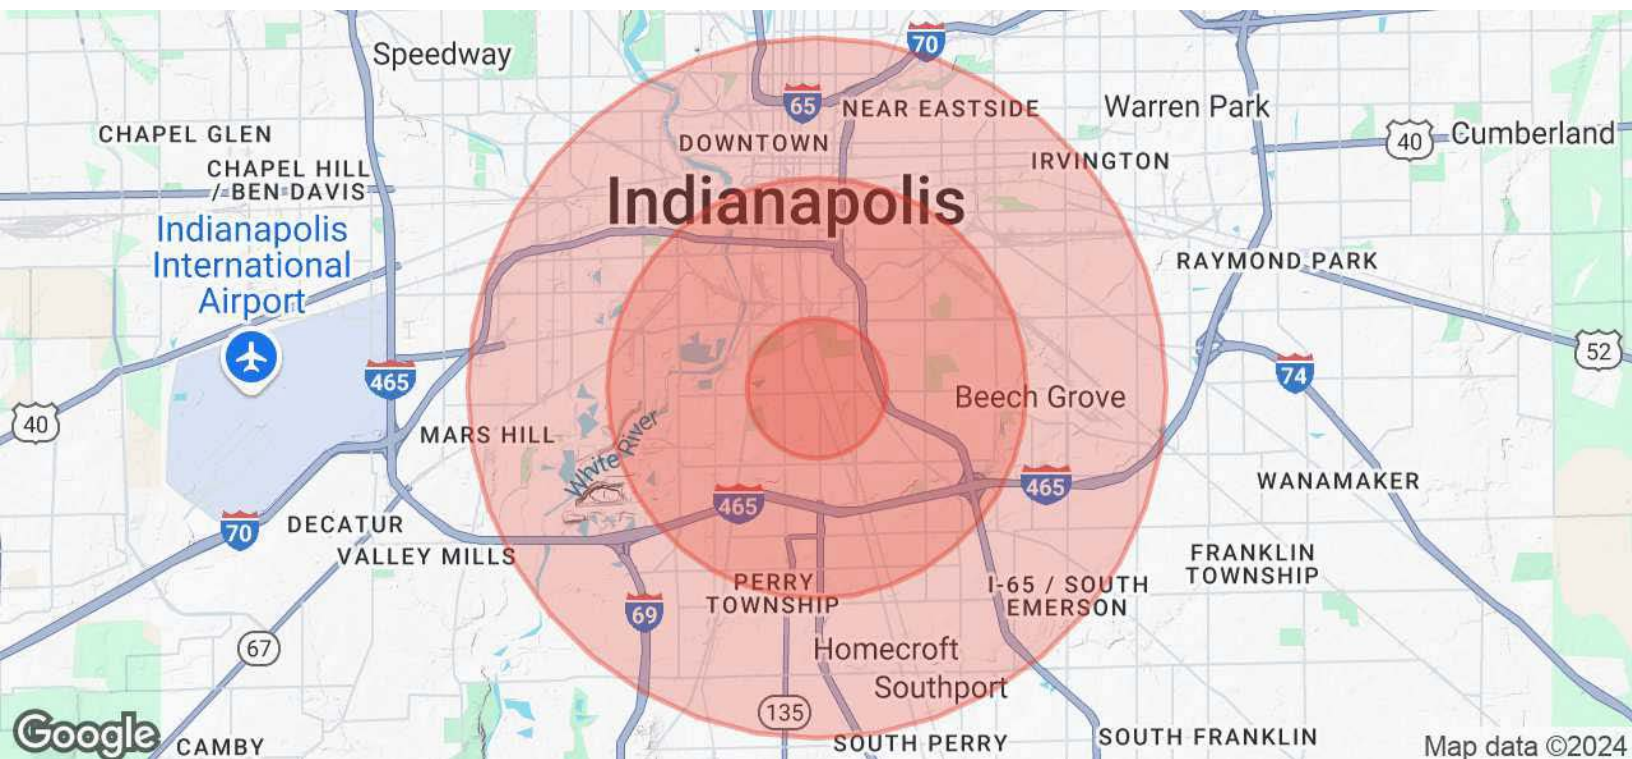 Speedway
70
65
NEAR EASTSIDE
Warren Park
CHAPEL GLEN
DOWNTOWN
40
Cumberland
CHAPEL HILL
/ BEN DAVIS
IRVINGTON
Indianapolis
Indianapolis
International
Airport
RAYMOND PARK
52
465
74
40
Beech Grove
MARS HILL
White River
465
465
WANAMAKER
70
DECATUR
VALLEY MILLS
FRANKLIN
TOWNSHIP
PERRY
TOWNSHIP
I-65 / SOUTH
EMERSON
69
67
Homecroft
Southport
135
Google
CAMBY
SOUTH PERRY
SOUTH FRANKLIN
Map data ©2024